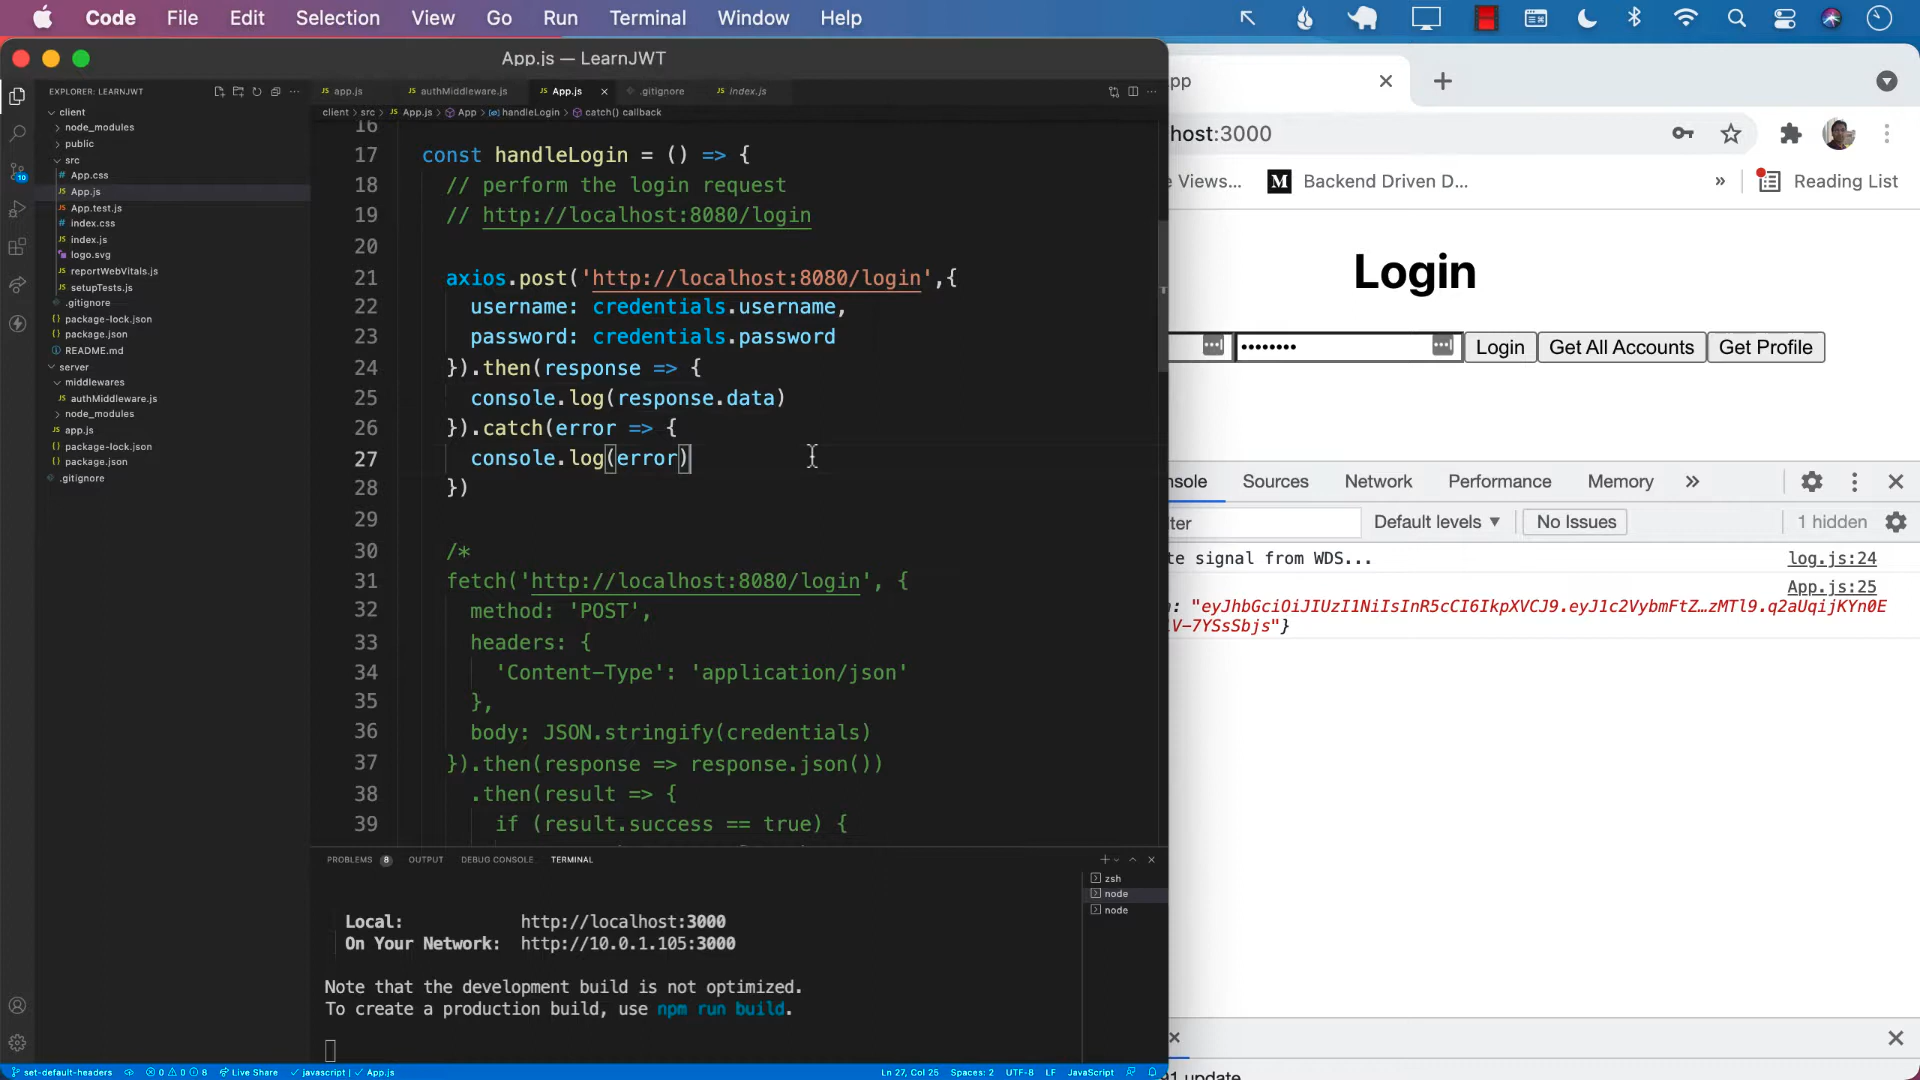 Code File Edit Selection View Go Run Terminal Window Help
App.js — LearnJWT
EXPLORER: LEARNJWT
client
node_modules
public
src
App.css
App.js
App.test.js
index.css
index.js
logo.svg
reportWebVitals.js
setupTests.js
.gitignore
package-lock.json
package.json
README.md
server
middlewares
authMiddleware.js
node_modules
app.js
package-lock.json
package.json
.gitignore
10
app.js authMiddleware.js App.js .gitignore index.js
client > src > App.js > App > handleLogin > catch() callback
16
17 const handleLogin = () => {
18 // perform the login request
19 // http://localhost:8080/login
20
21 axios.post('http://localhost:8080/login',{
22 username: credentials.username,
23 password: credentials.password
24 }).then(response => {
25 console.log(response.data)
26 }).catch(error => {
27 console.log(error)
28 })
29
30 /*
31 fetch('http://localhost:8080/login', {
32 method: 'POST',
33 headers: {
34 'Content-Type': 'application/json'
35 },
36 body: JSON.stringify(credentials)
37 }).then(response => response.json())
38 .then(result => {
39 if (result.success == true) {
PROBLEMS 8 OUTPUT DEBUG CONSOLE TERMINAL
zsh
node
node
Local: http://localhost:3000
On Your Network: http://10.0.1.105:3000
Note that the development build is not optimized.
To create a production build, use npm run build.
set-default-headers 0 0 8 Live Share javascript | App.js Ln 27, Col 25 Spaces: 2 UTF-8 LF JavaScript
pp
host:3000
e Views... M Backend Driven D... » Reading List
Login
•••••••• Login Get All Accounts Get Profile
nsole Sources Network Performance Memory »
ter Default levels ▼ No Issues 1 hidden
te signal from WDS... log.js:24
App.js:25
n: "eyJhbGciOiJIUzI1NiIsInR5cCI6IkpXVCJ9.eyJ1c2VybmFtZ…zMTl9.q2aUqijKYn0E
lV-7YSsSbjs"}
91 update